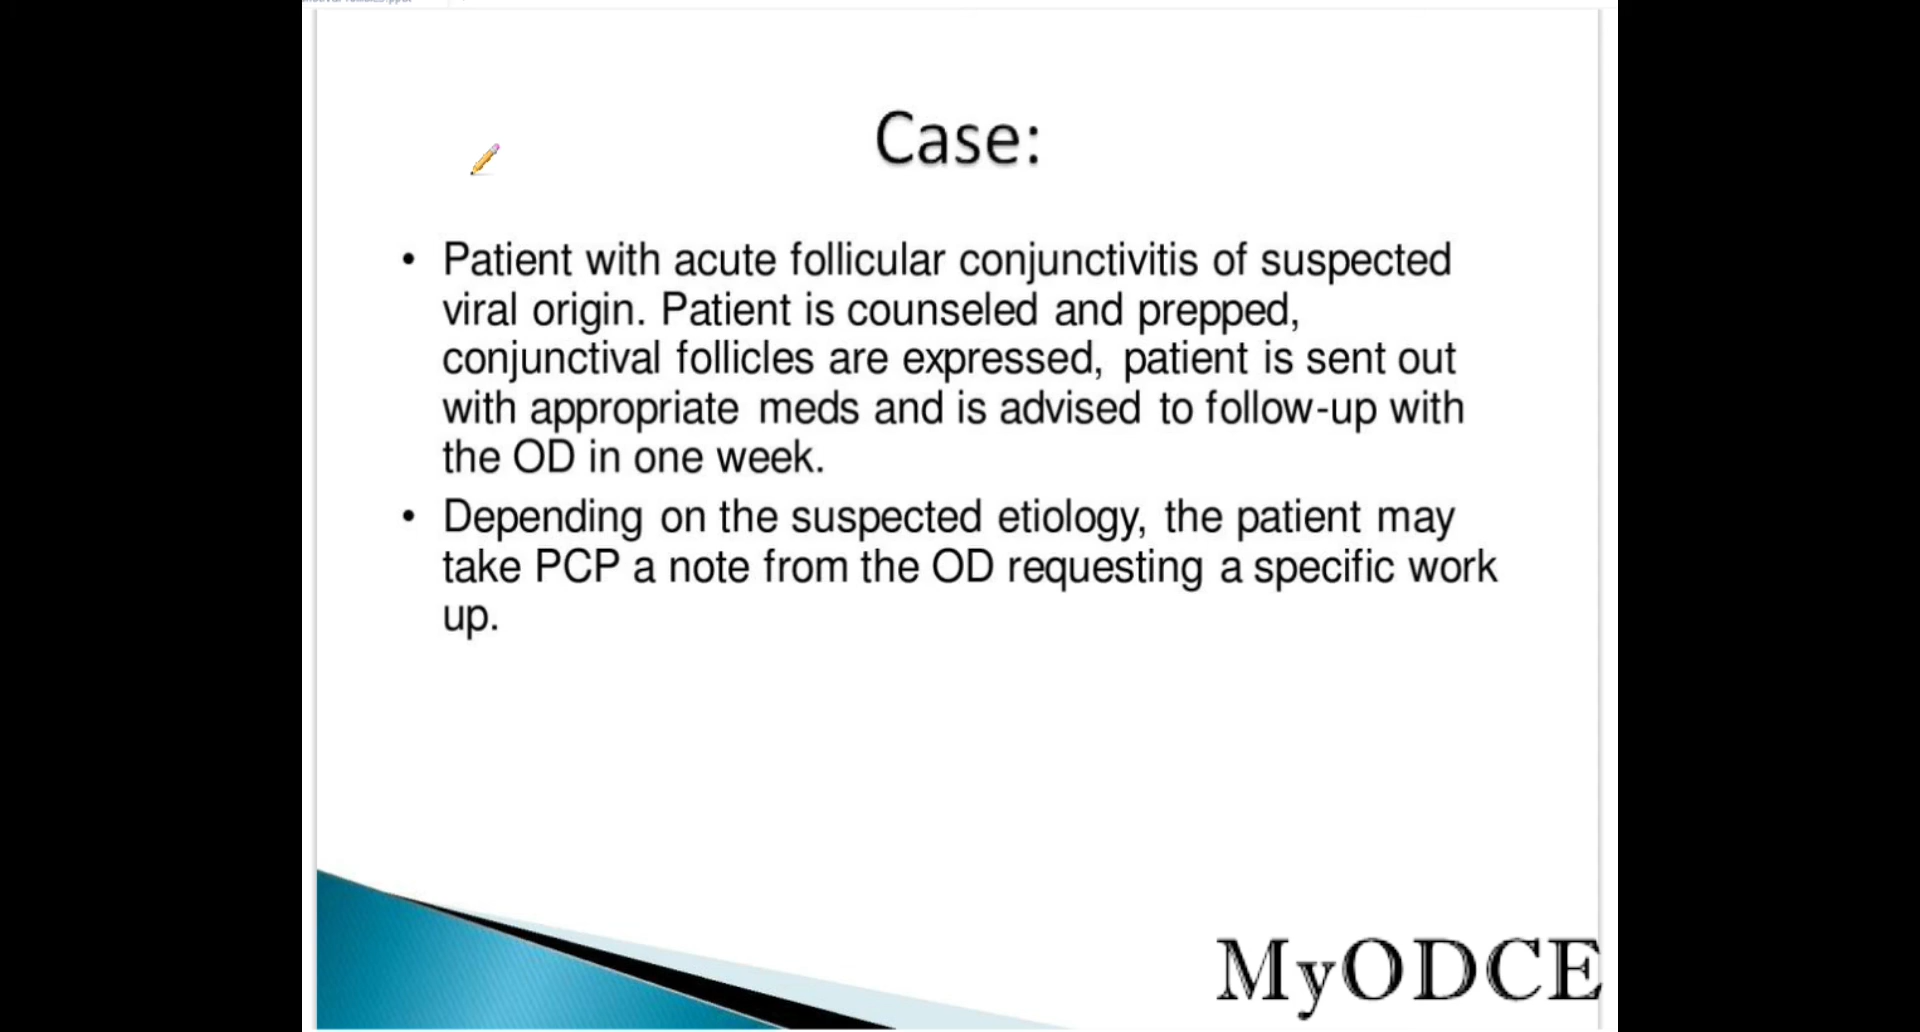 Case:
• Patient with acute follicular conjunctivitis of suspected
viral origin. Patient is counseled and prepped,
conjunctival follicles are expressed, patient is sent out
with appropriate meds and is advised to follow-up with
the OD in one week.
• Depending on the suspected etiology, the patient may
take PCP a note from the OD requesting a specific work
up.
MyODCE